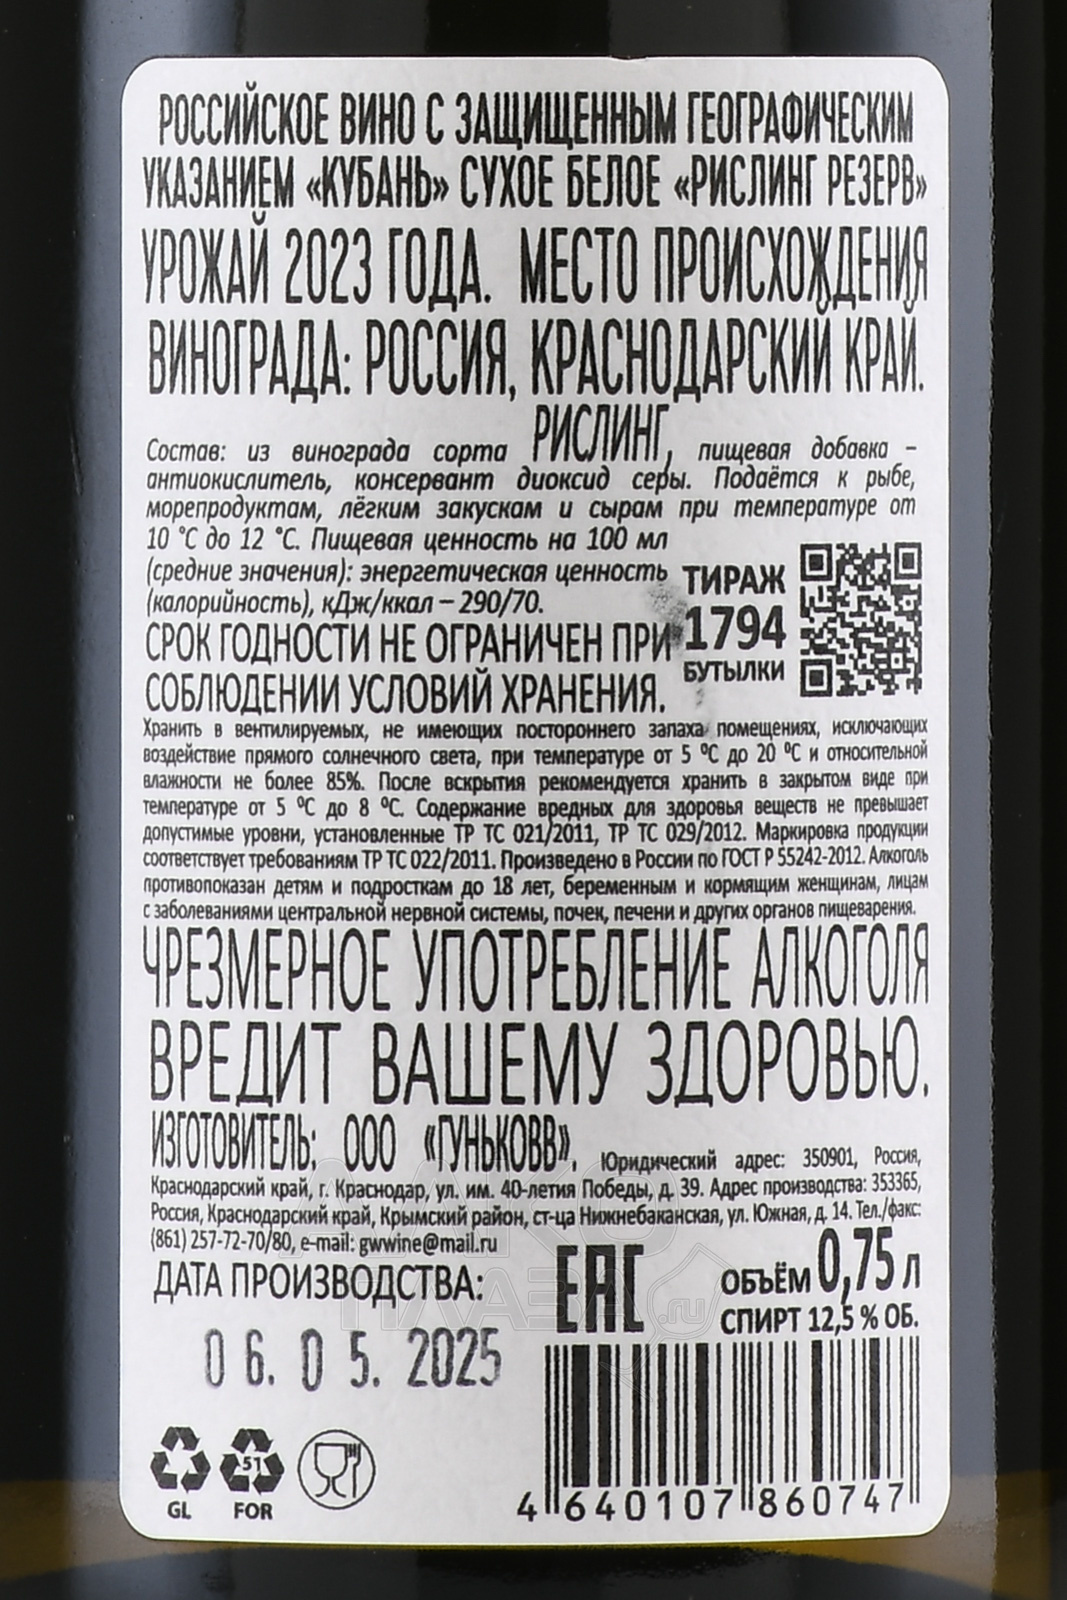 РОССИЙСКОЕ ВИНО С ЗАЩИЩЕННЫМ ГЕОГРАФИЧЕСКИМ
УКАЗАНИЕМ «КУБАНЬ» СУХОЕ БЕЛОЕ «РИСЛИНГ РЕЗЕРВ»
УРОЖАЙ 2023 ГОДА. МЕСТО ПРОИСХОЖДЕНИЯ
ВИНОГРАДА: РОССИЯ, КРАСНОДАРСКИЙ КРАЙ.
Состав: из винограда сорта РИСЛИНГ, пищевая добавка –
антиокислитель, консервант диоксид серы. Подаётся к рыбе,
морепродуктам, лёгким закускам и сырам при температуре от
10 °C до 12 °C. Пищевая ценность на 100 мл
(средние значения): энергетическая ценность
(калорийность), кДж/ккал – 290/70.
ТИРАЖ
1794
БУТЫЛКИ
СРОК ГОДНОСТИ НЕ ОГРАНИЧЕН ПРИ
СОБЛЮДЕНИИ УСЛОВИЙ ХРАНЕНИЯ.
Хранить в вентилируемых, не имеющих постороннего запаха помещениях, исключающих
воздействие прямого солнечного света, при температуре от 5 ⁰C до 20 ⁰C и относительной
влажности не более 85%. После вскрытия рекомендуется хранить в закрытом виде при
температуре от 5 ⁰C до 8 ⁰C. Содержание вредных для здоровья веществ не превышает
допустимые уровни, установленные ТР ТС 021/2011, ТР ТС 029/2012. Маркировка продукции
соответствует требованиям ТР ТС 022/2011. Произведено в России по ГОСТ Р 55242-2012. Алкоголь
противопоказан детям и подросткам до 18 лет, беременным и кормящим женщинам, лицам
с заболеваниями центральной нервной системы, почек, печени и других органов пищеварения.
ЧРЕЗМЕРНОЕ УПОТРЕБЛЕНИЕ АЛКОГОЛЯ
ВРЕДИТ ВАШЕМУ ЗДОРОВЬЮ.
ИЗГОТОВИТЕЛЬ: ООО «ГУНЬКОВВ». Юридический адрес: 350901, Россия,
Краснодарский край, г. Краснодар, ул. им. 40-летия Победы, д. 39. Адрес производства: 353365,
Россия, Краснодарский край, Крымский район, ст-ца Нижнебаканская, ул. Южная, д. 14. Тел./факс:
(861) 257-72-70/80, e-mail: gwwine@mail.ru
ДАТА ПРОИЗВОДСТВА:
06.05.2025
EAC
ОБЪЁМ 0,75 л
СПИРТ 12,5 % ОБ.
51
GL FOR
4 640107 860747
АЛКО
ПЛАЗА.ru